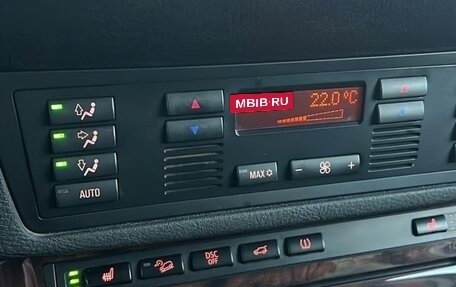 MBIB.RU
22.0 °C
MAX
- +
AUTO
DSC
OFF